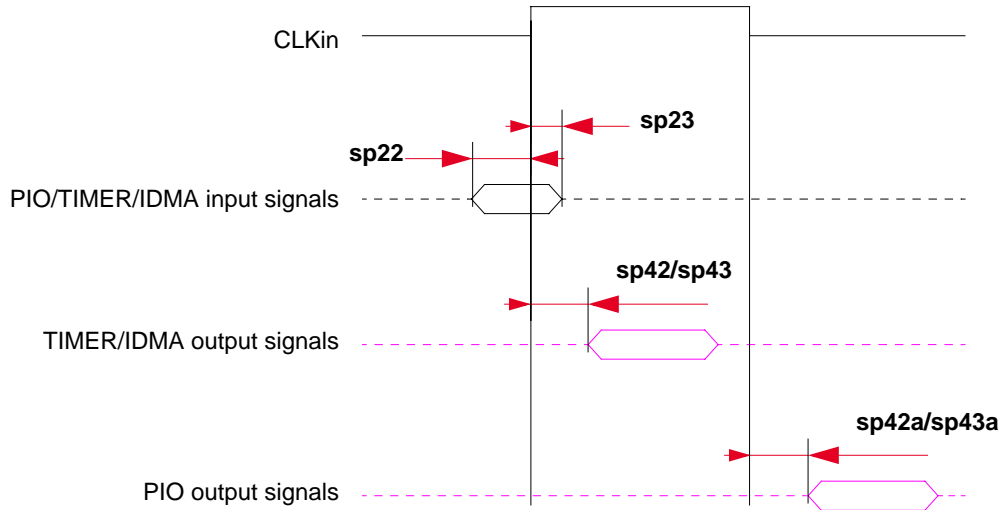 CLKin
sp23
sp22
PIO/TIMER/IDMA input signals
sp42/sp43
TIMER/IDMA output signals
sp42a/sp43a
PIO output signals